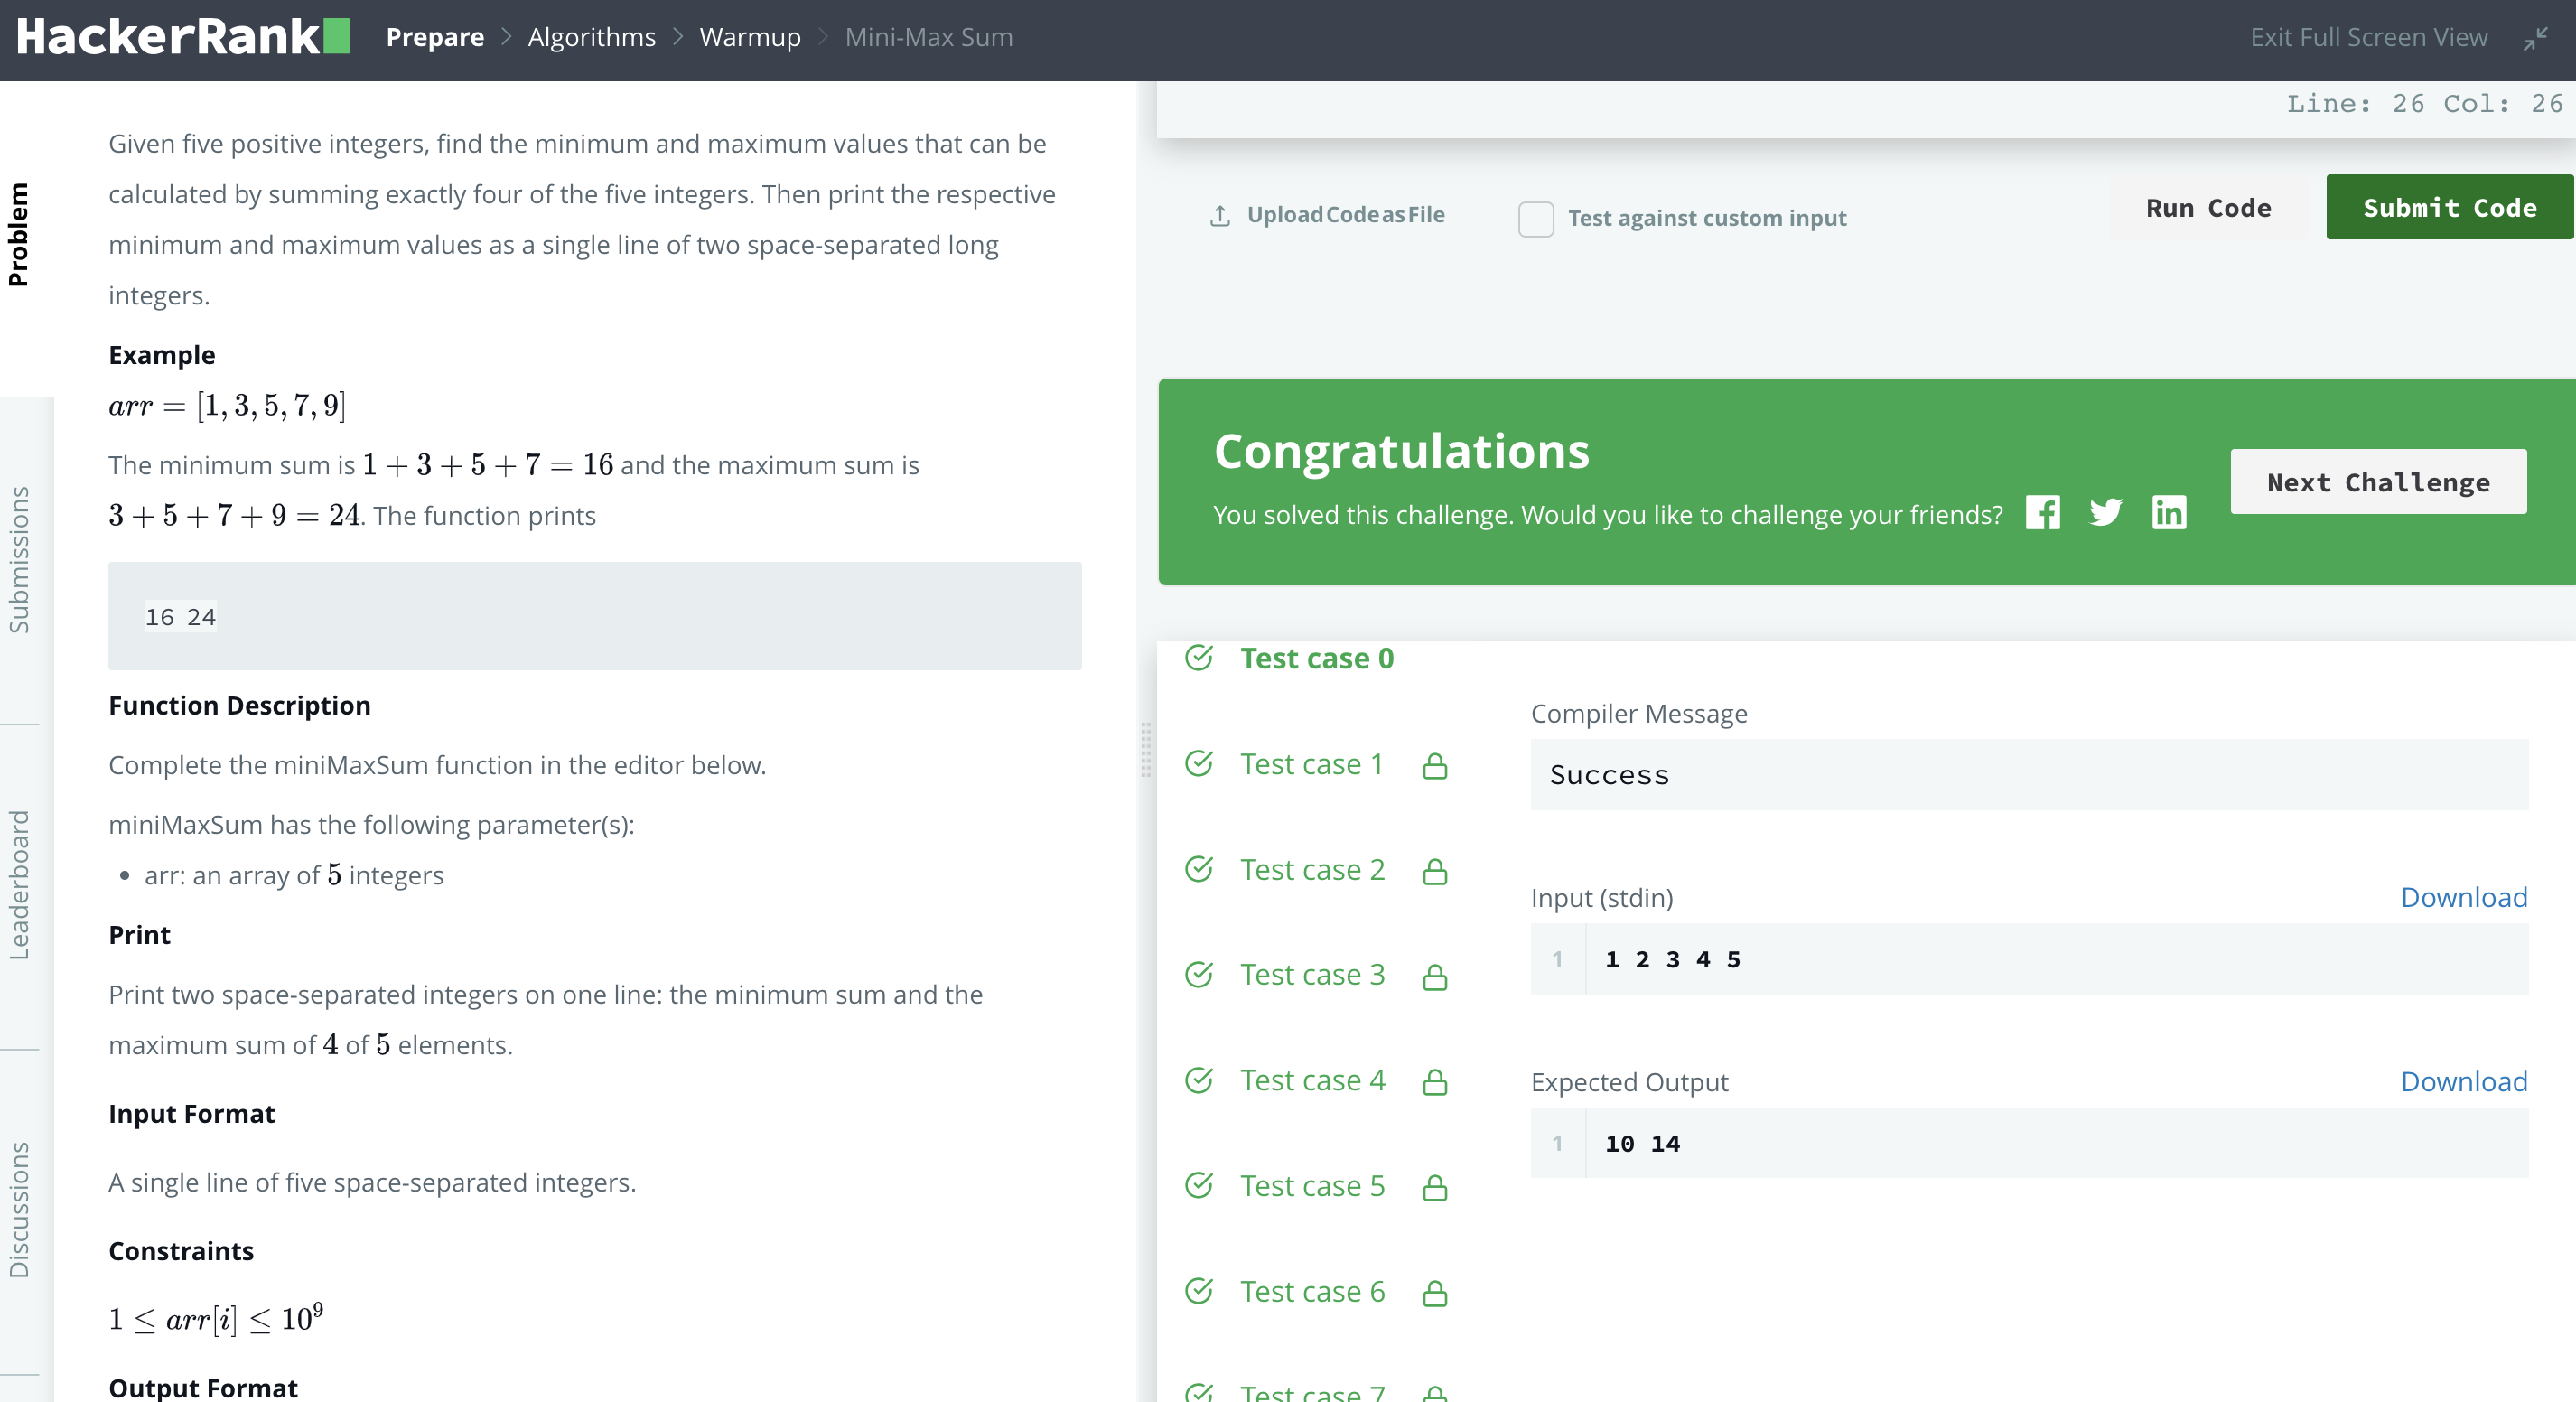 HackerRank
Prepare > Algorithms > Warmup > Mini-Max Sum
Exit Full Screen View
Problem
Submissions
Leaderboard
Discussions
Given five positive integers, find the minimum and maximum values that can be
calculated by summing exactly four of the five integers. Then print the respective
minimum and maximum values as a single line of two space-separated long
integers.
Example
arr = [1, 3, 5, 7, 9]
The minimum sum is 1 + 3 + 5 + 7 = 16 and the maximum sum is
3 + 5 + 7 + 9 = 24. The function prints
16 24
Function Description
Complete the miniMaxSum function in the editor below.
miniMaxSum has the following parameter(s):
• arr: an array of 5 integers
Print
Print two space-separated integers on one line: the minimum sum and the
maximum sum of 4 of 5 elements.
Input Format
A single line of five space-separated integers.
Constraints
1 ≤ arr[i] ≤ 10⁹
Output Format
Line: 26 Col: 26
Upload Code as File
Test against custom input
Run Code
Submit Code
Congratulations
You solved this challenge. Would you like to challenge your friends?
Next Challenge
Test case 0
Test case 1
Test case 2
Test case 3
Test case 4
Test case 5
Test case 6
Test case 7
Compiler Message
Success
Input (stdin)
Download
1
1 2 3 4 5
Expected Output
Download
1
10 14